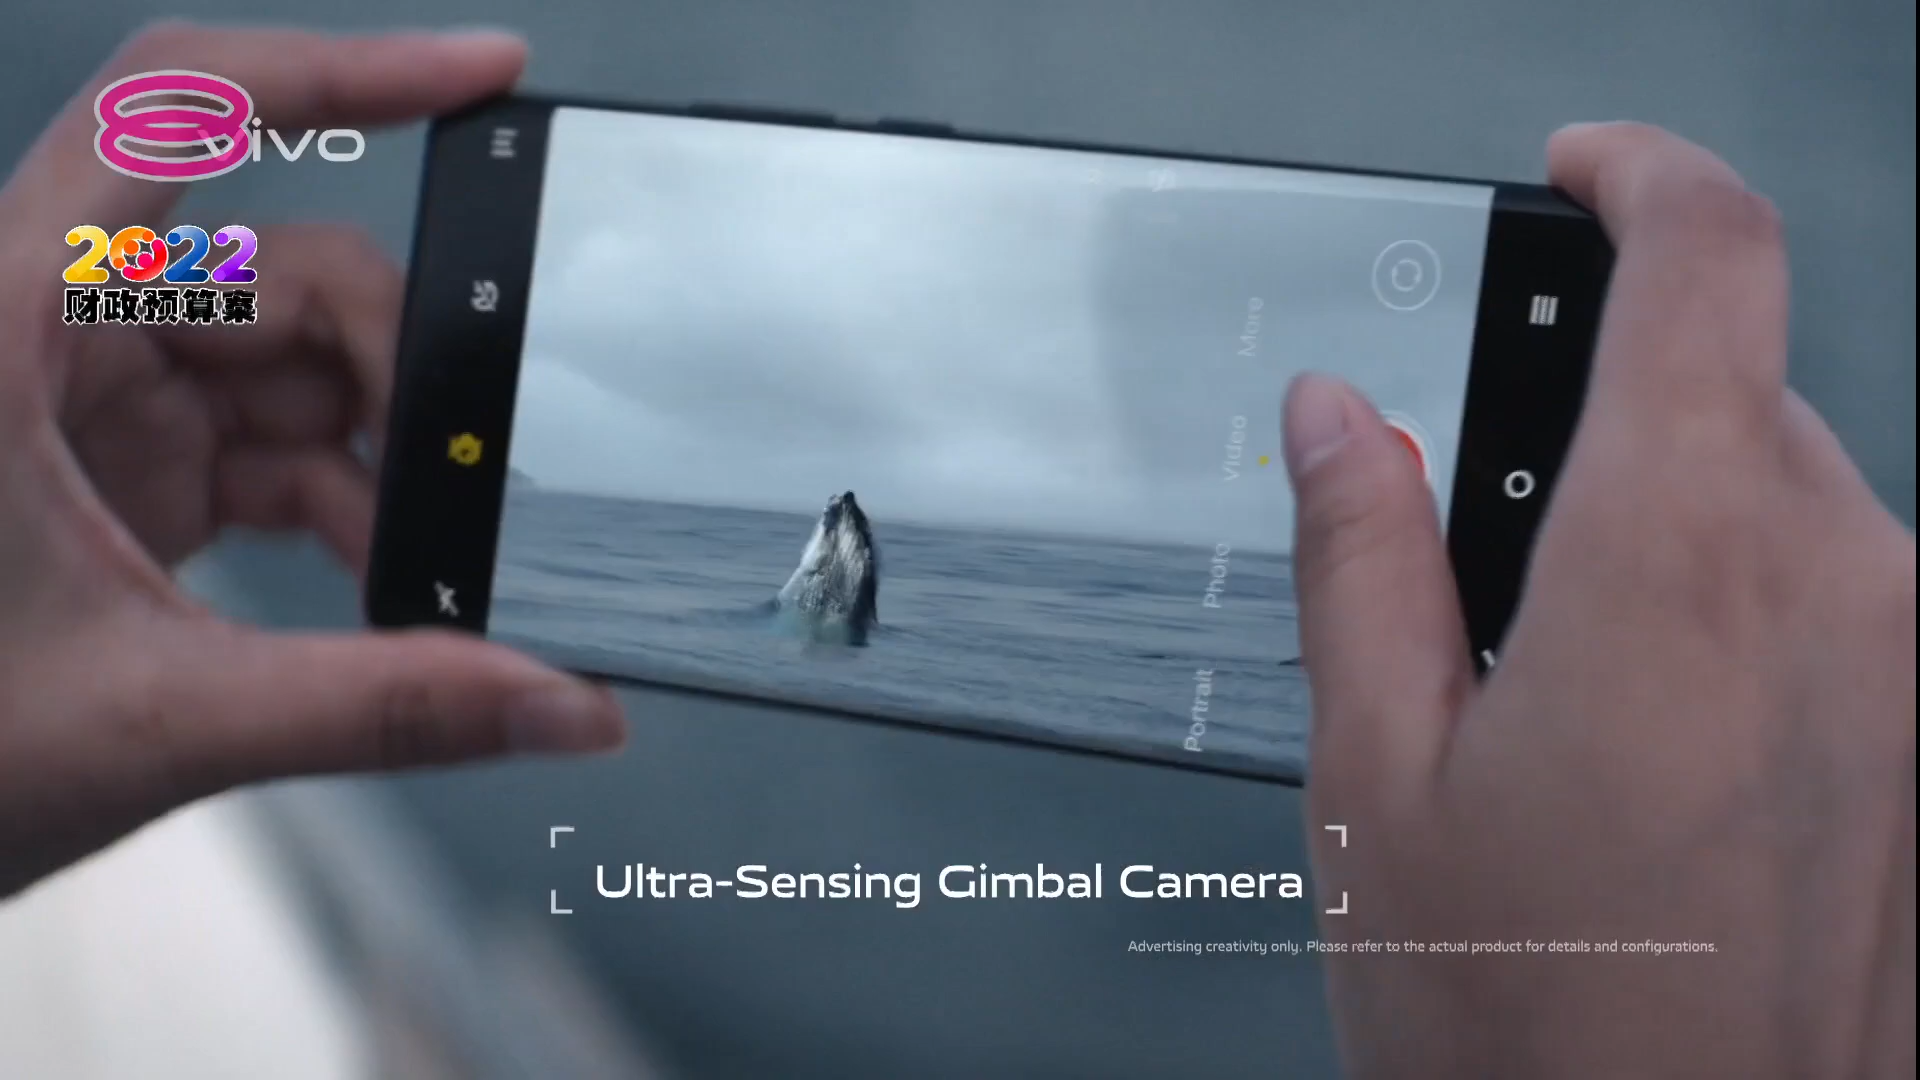 vivo
2022
财政预算案
More
Video
Photo
Portrait
Ultra-Sensing Gimbal Camera
Advertising creativity only. Please refer to the actual product for details and configurations.